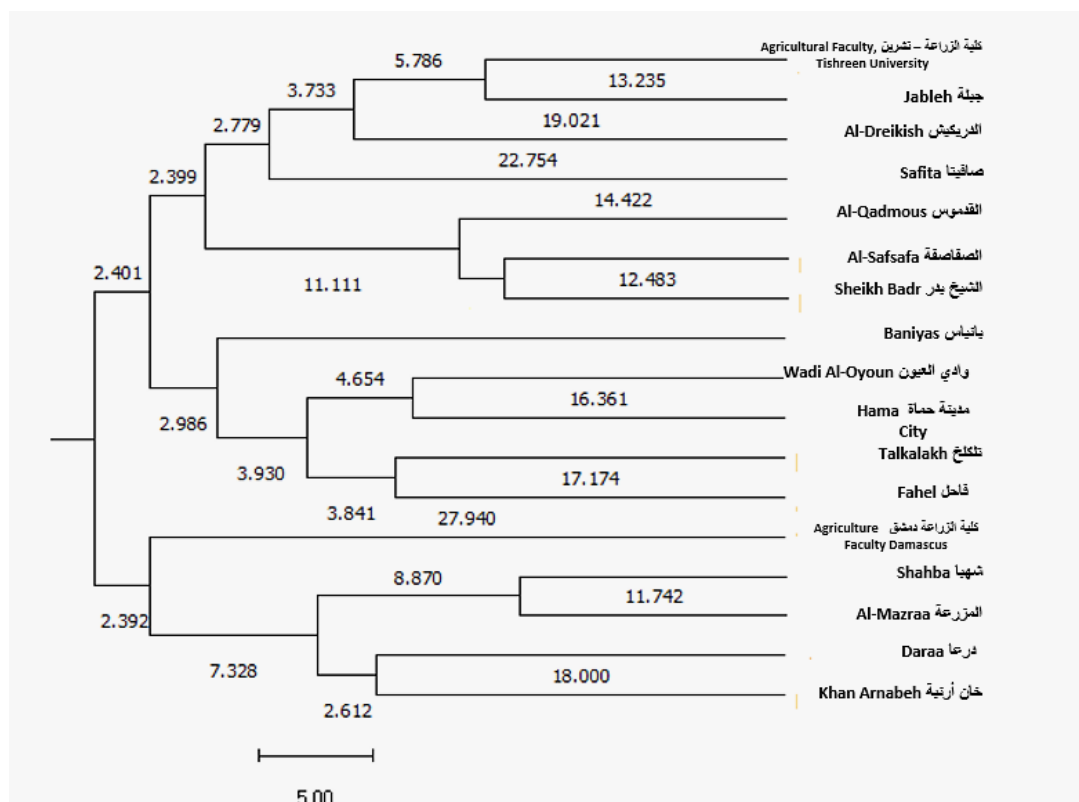 Agricultural Faculty, كلية الزراعة – تشرين
Tishreen University
5.786
13.235
3.733
Jableh جبلة
2.779
19.021
Al-Dreikish الدريكيش
22.754
Safita صافيتا
2.399
14.422
Al-Qadmous القدموس
Al-Safsafa الصفاصفة
2.401
12.483
11.111
Sheikh Badr الشيخ بدر
Baniyas بانياس
Wadi Al-Oyoun وادي العيون
4.654
16.361
Hama مدينة حماة
City
2.986
Talkalakh تلكلخ
3.930
17.174
Fahel فاحل
3.841
27.940
Agriculture كلية الزراعة دمشق
Faculty Damascus
8.870
Shahba شهبا
11.742
Al-Mazraa المزرعة
2.392
Daraa درعا
7.328
18.000
Khan Arnabeh خان أرنبة
2.612
5.00